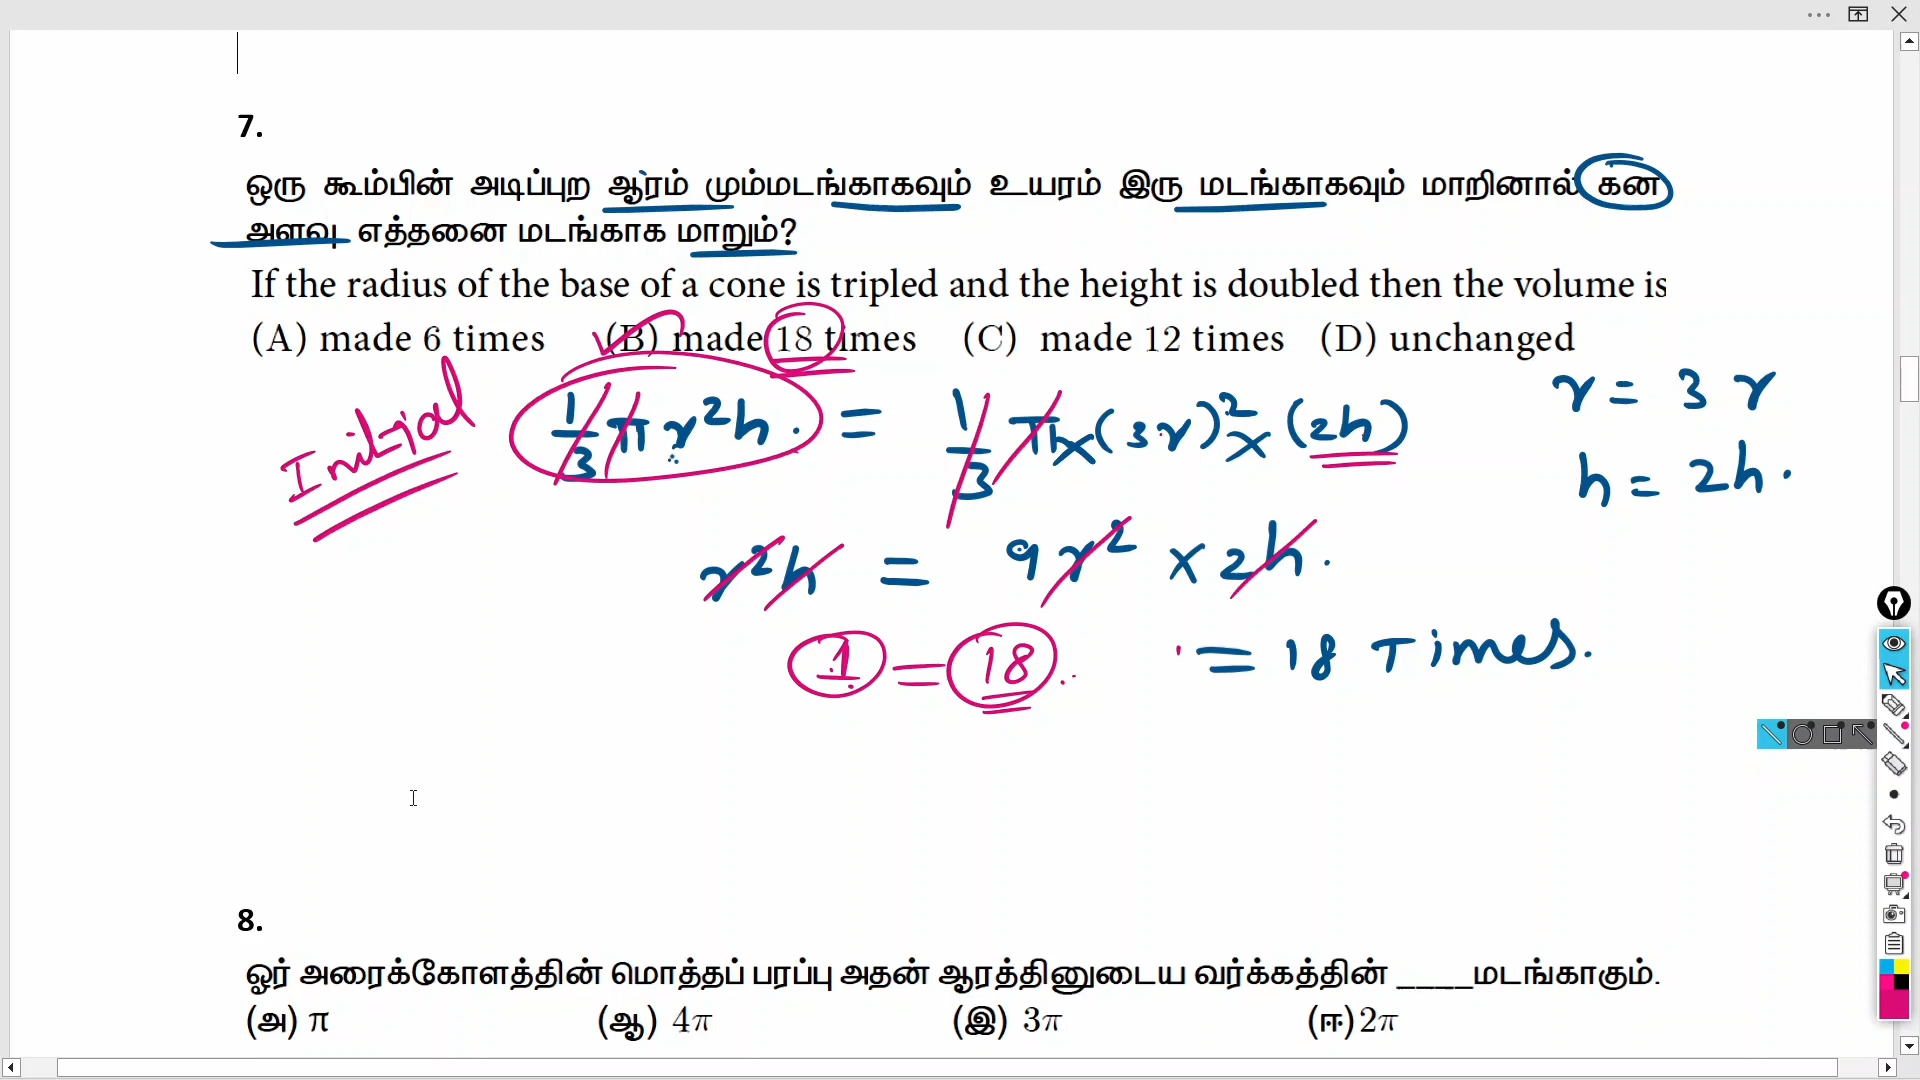 7.
ஒரு கூம்பின் அடிப்புற ஆரம் மும்மடங்காகவும் உயரம் இரு மடங்காகவும் மாறினால் கன
அளவு எத்தனை மடங்காக மாறும்?
If the radius of the base of a cone is tripled and the height is doubled then the volume is
(A) made 6 times (B) made 18 times (C) made 12 times (D) unchanged
Initial 1/3 π r²h. = 1/3 π × (3r)² × (2h) r = 3 r
h = 2h.
r²h = 9r² × 2h.
1 = 18. = 18 Times.
8.
ஓர் அரைக்கோளத்தின் மொத்தப் பரப்பு அதன் ஆரத்தினுடைய வர்க்கத்தின் ____மடங்காகும்.
(அ) π (ஆ) 4π (இ) 3π (ஈ) 2π